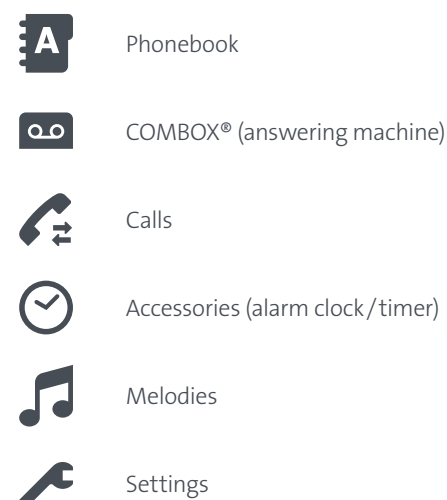 A
Phonebook
COMBOX® (answering machine)
Calls
Accessories (alarm clock/timer)
Melodies
Settings